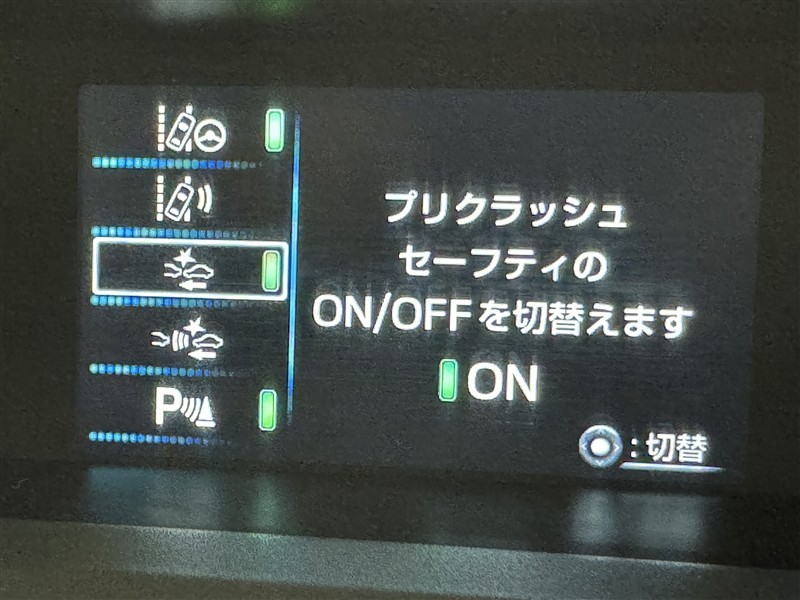 プリクラッシュ
セーフティの
ON/OFFを切替えます
ON
P
:切替